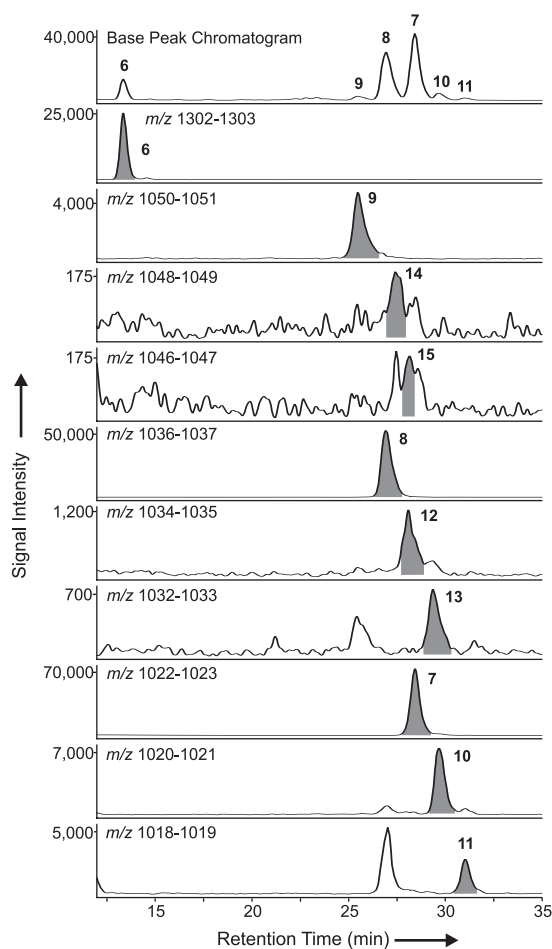 40,000
Base Peak Chromatogram
6
9
8
7
10
11
25,000
m/z 1302-1303
6
4,000
m/z 1050-1051
9
175
m/z 1048-1049
14
175
m/z 1046-1047
15
50,000
m/z 1036-1037
8
1,200
m/z 1034-1035
12
700
m/z 1032-1033
13
70,000
m/z 1022-1023
7
7,000
m/z 1020-1021
10
5,000
m/z 1018-1019
11
15 20 25 30 35
Retention Time (min)
Signal Intensity